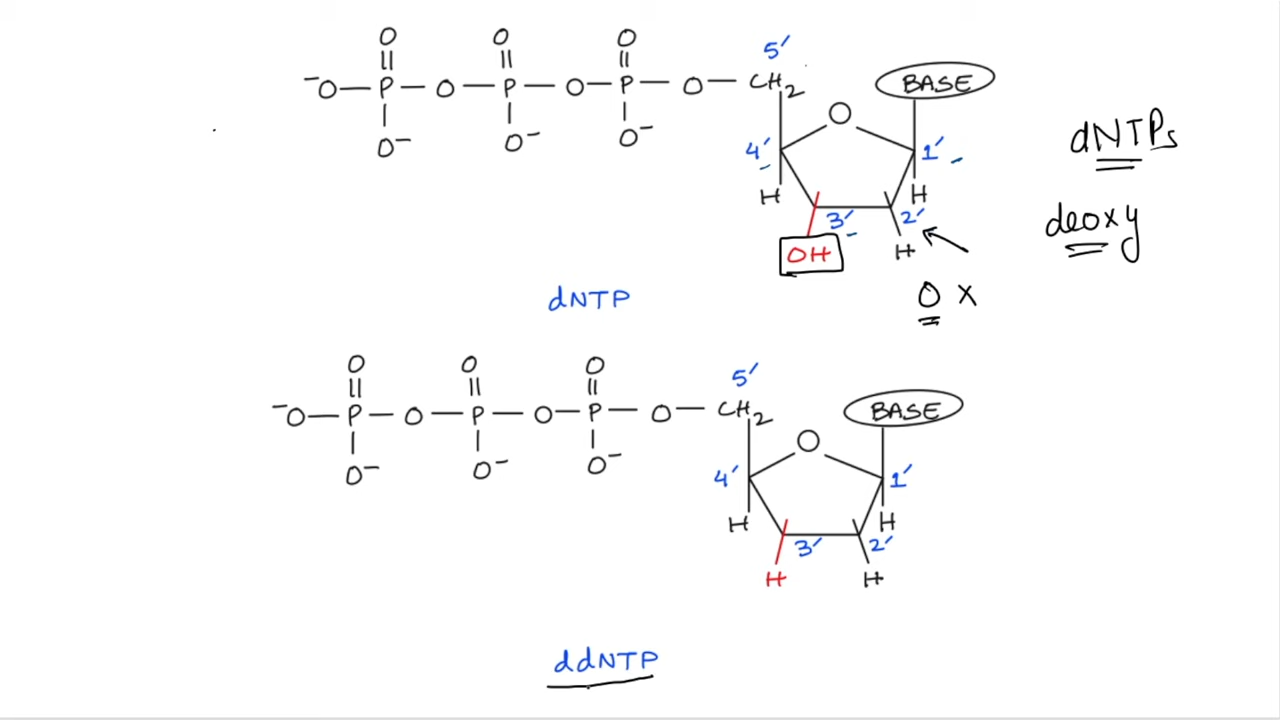 O O O 5′
⁻O—P—O—P—O—P—O—CH₂ BASE
O⁻ O⁻ O⁻ O
4′ 1′
H H
3′ 2′
OH H
dNTPs
deoxy
O x
dNTP
O O O 5′
⁻O—P—O—P—O—P—O—CH₂ BASE
O⁻ O⁻ O⁻ O
4′ 1′
H H
3′ 2′
H H
ddNTP